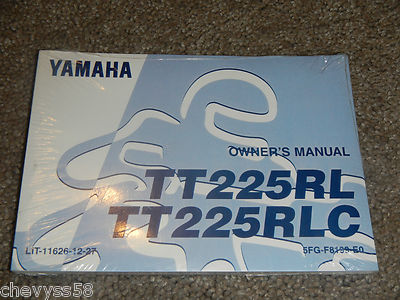 YAMAHA
OWNER'S MANUAL
TT225RL
TT225RLC
LIT-11626-12-27
5FG-F8199-E0
chevyss58